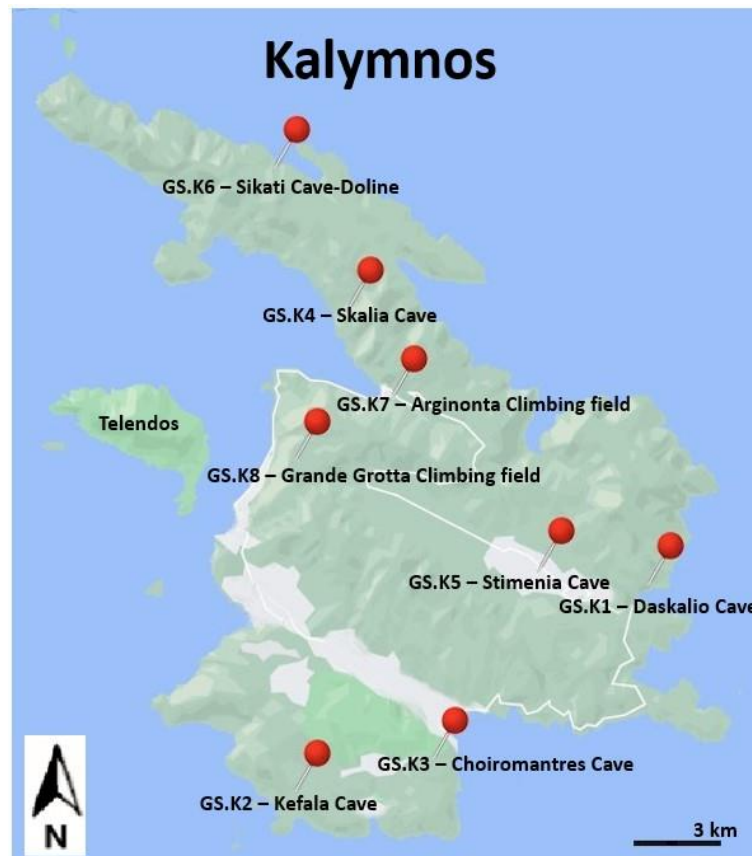 Kalymnos
GS.K6 – Sikati Cave-Doline
GS.K4 – Skalia Cave
GS.K7 – Arginonta Climbing field
Telendos
GS.K8 – Grande Grotta Climbing field
GS.K5 – Stimenia Cave
GS.K1 – Daskalio Cave
GS.K3 – Choiromantres Cave
GS.K2 – Kefala Cave
N
3 km